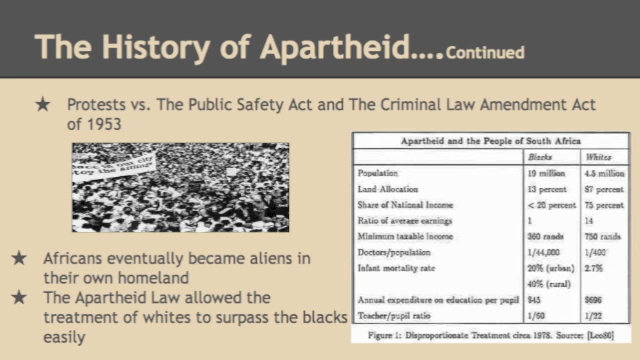 The History of Apartheid....Continued
★ Protests vs. The Public Safety Act and The Criminal Law Amendment Act
of 1953
Apartheid and the People of South Africa
Blacks Whites
Population 19 million 4.5 million
Land Allocation 13 percent 87 percent
Share of National Income < 20 percent 75 percent
Ratio of average earnings 1 14
Minimum taxable income 360 rands 750 rands
Doctors/population 1/44,000 1/400
Infant mortality rate 20% (urban) 2.7%
40% (rural)
Annual expenditure on education per pupil $45 $696
Teacher/pupil ratio 1/60 1/22
Figure 1: Disproportionate Treatment circa 1978. Source: [Leo80]
★ Africans eventually became aliens in
their own homeland
★ The Apartheid Law allowed the
treatment of whites to surpass the blacks
easily